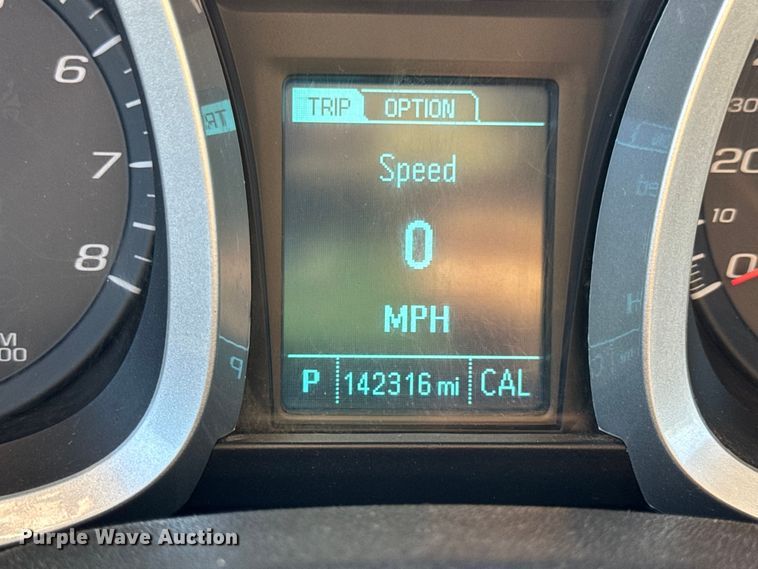 6
7
8
TRIP OPTION
Speed
0
MPH
P 142316 mi CAL
30
20
10
0
Purple Wave Auction